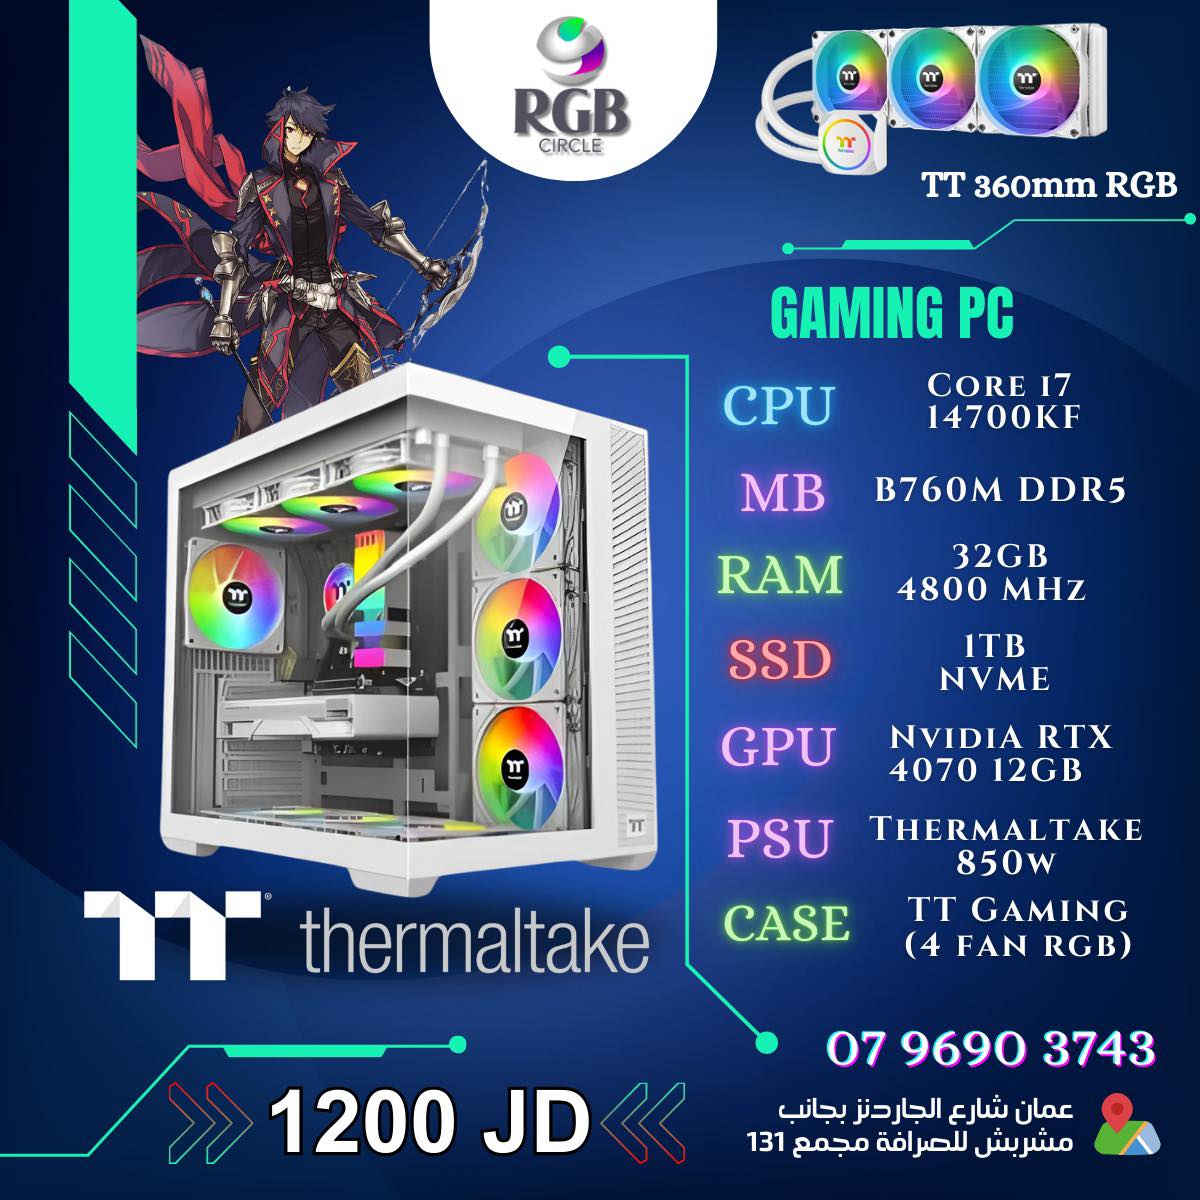 RGB
CIRCLE
TT 360mm RGB
GAMING PC
CPU
Core i7
14700KF
MB
B760M DDR5
RAM
32GB
4800 MHz
SSD
1TB
NVME
GPU
Nvidia RTX
4070 12GB
PSU
Thermaltake
850w
CASE
TT Gaming
(4 fan rgb)
TT® thermaltake
07 9690 3743
1200 JD
عمان شارع الجاردنز بجانب
مشربش للصرافة مجمع 131